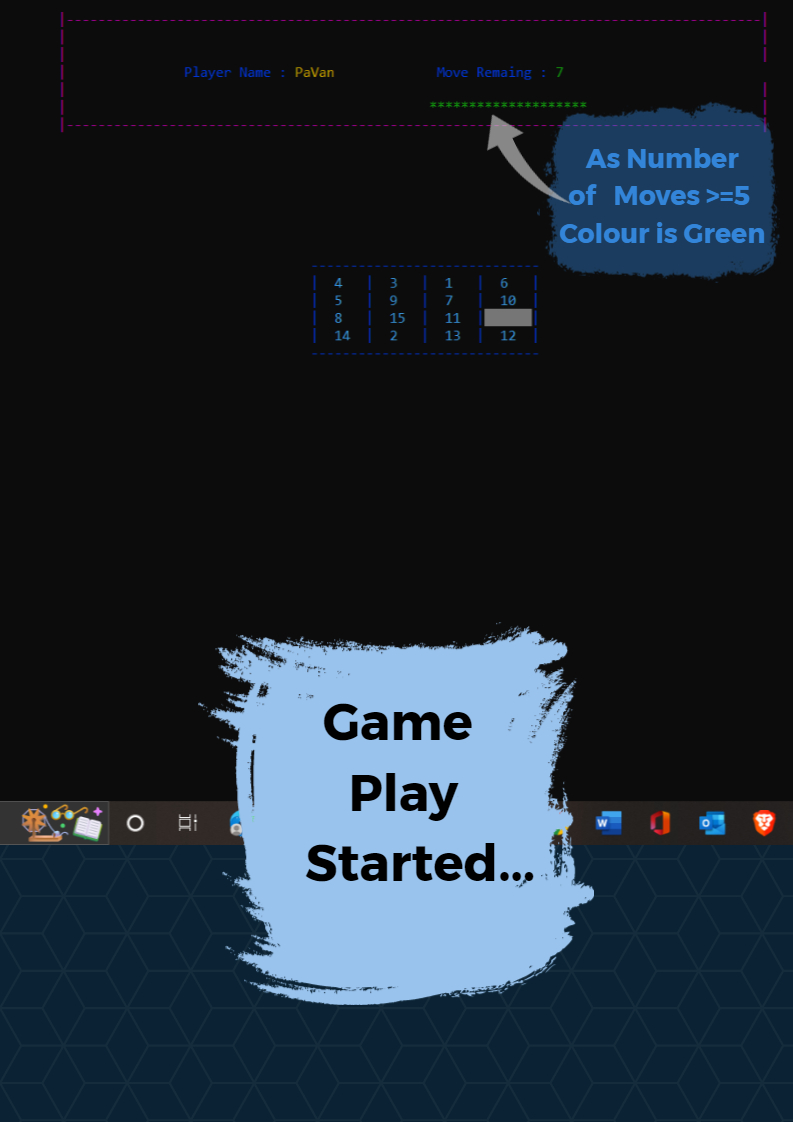 Player Name : PaVan Move Remaing : 7
********************
As Number
of Moves >=5
Colour is Green
| 4 | 3 | 1 | 6 |
| 5 | 9 | 7 | 10 |
| 8 | 15 | 11 | |
| 14 | 2 | 13 | 12 |
Game
Play
Started...